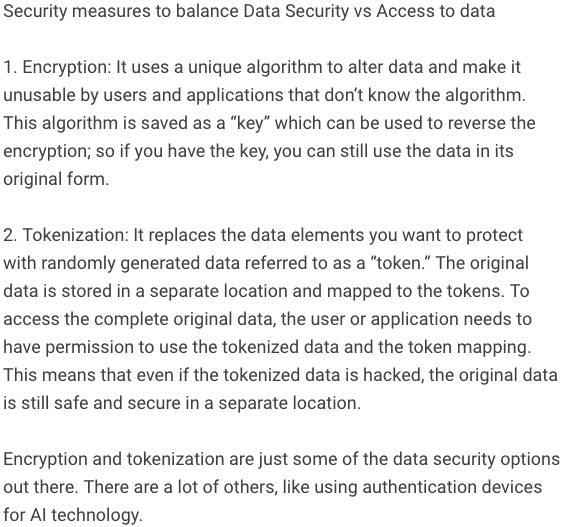 Security measures to balance Data Security vs Access to data
1. Encryption: It uses a unique algorithm to alter data and make it
unusable by users and applications that don’t know the algorithm.
This algorithm is saved as a “key” which can be used to reverse the
encryption; so if you have the key, you can still use the data in its
original form.
2. Tokenization: It replaces the data elements you want to protect
with randomly generated data referred to as a “token.” The original
data is stored in a separate location and mapped to the tokens. To
access the complete original data, the user or application needs to
have permission to use the tokenized data and the token mapping.
This means that even if the tokenized data is hacked, the original data
is still safe and secure in a separate location.
Encryption and tokenization are just some of the data security options
out there. There are a lot of others, like using authentication devices
for AI technology.